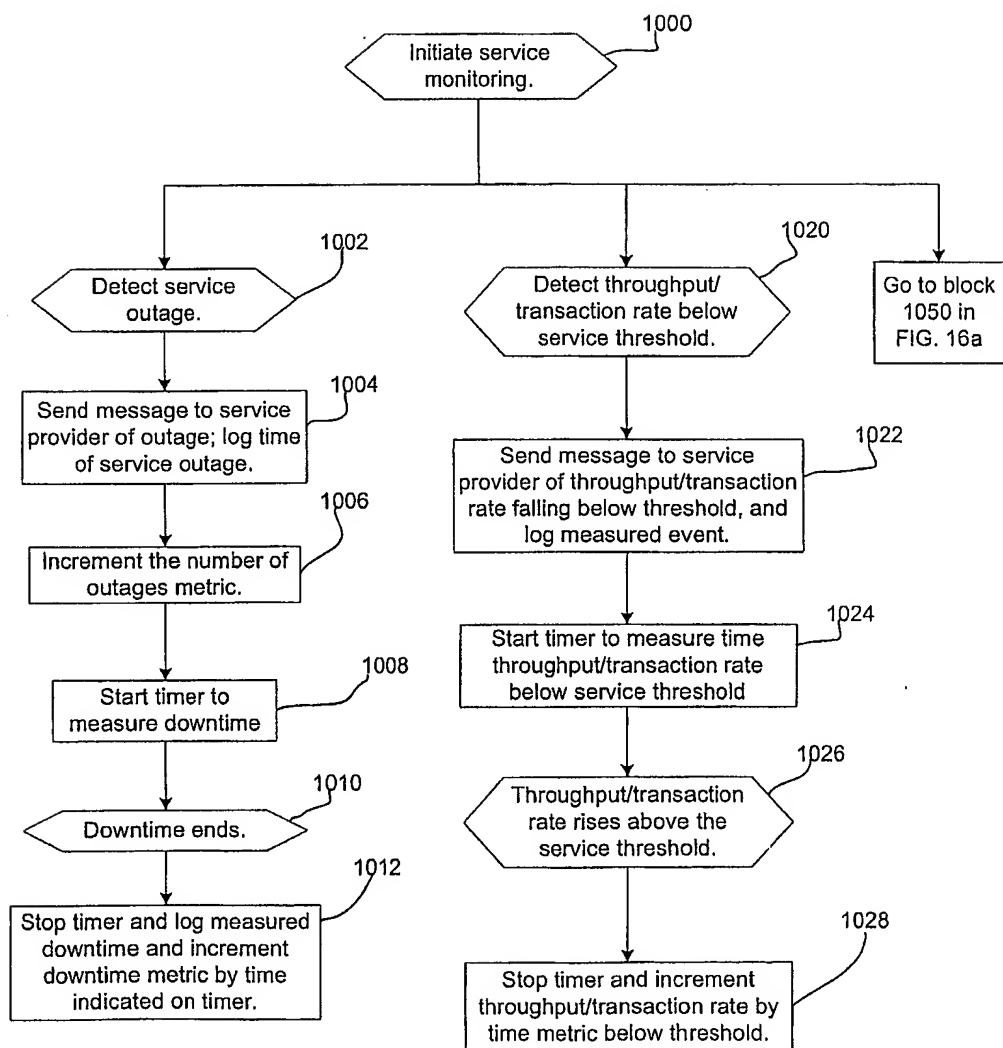 1000
Initiate service
monitoring.
1002
Detect service
outage.
1004
Send message to service
provider of outage; log time
of service outage.
1006
Increment the number of
outages metric.
1008
Start timer to
measure downtime
1010
Downtime ends.
1012
Stop timer and log measured
downtime and increment
downtime metric by time
indicated on timer.
1020
Detect throughput/
transaction rate below
service threshold.
1022
Send message to service
provider of throughput/transaction
rate falling below threshold, and
log measured event.
1024
Start timer to measure time
throughput/transaction rate
below service threshold
1026
Throughput/transaction
rate rises above the
service threshold.
1028
Stop timer and increment
throughput/transaction rate by
time metric below threshold.
Go to block
1050 in
FIG. 16a